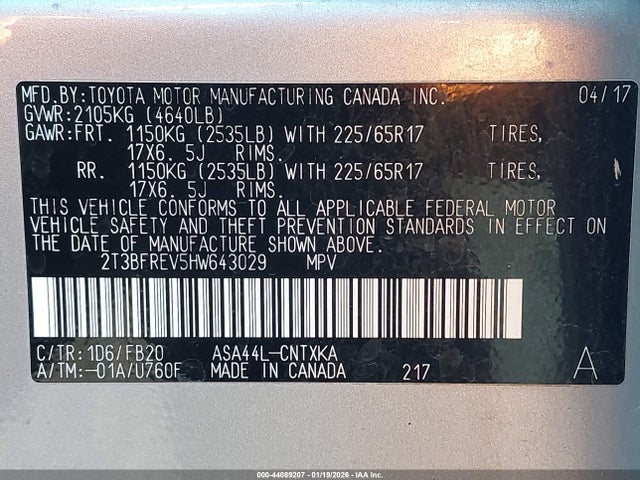 MFD.BY:TOYOTA MOTOR MANUFACTURING CANADA INC. 04/17
GVWR:2105KG (4640LB)
GAWR:FRT. 1150KG (2535LB) WITH 225/65R17 TIRES,
17X6. 5J RIMS.
RR. 1150KG (2535LB) WITH 225/65R17 TIRES,
17X6. 5J RIMS.
THIS VEHICLE CONFORMS TO ALL APPLICABLE FEDERAL MOTOR
VEHICLE SAFETY AND THEFT PREVENTION STANDARDS IN EFFECT ON
THE DATE OF MANUFACTURE SHOWN ABOVE.
2T3BFREV5HW643029 MPV
C/TR:1D6/FB20 ASA44L-CNTXKA
A/TM:-01A/U760F MADE IN CANADA 217 A
000-44089207 - 01/19/2026 - IAA Inc.